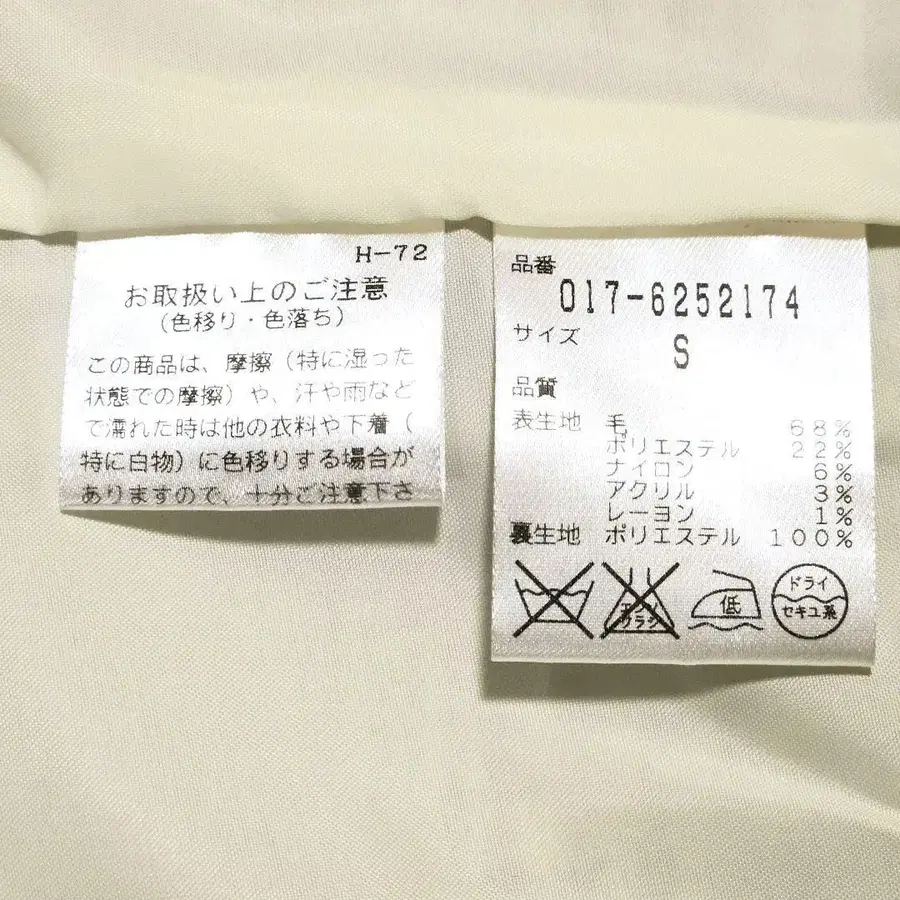 H-72
お取扱い上のご注意
(色移り・色落ち)
この商品は、摩擦(特に湿った
状態での摩擦)や、汗や雨など
で濡れた時は他の衣料や下着(
特に白物)に色移りする場合が
ありますので、十分ご注意下さ
品番
017-6252174
サイズ
S
品質
表生地 毛 68%
ポリエステル 22%
ナイロン 6%
アクリル 3%
レーヨン 1%
裏生地 ポリエステル 100%
エンソ
サラシ
低
ドライ
セキユ系